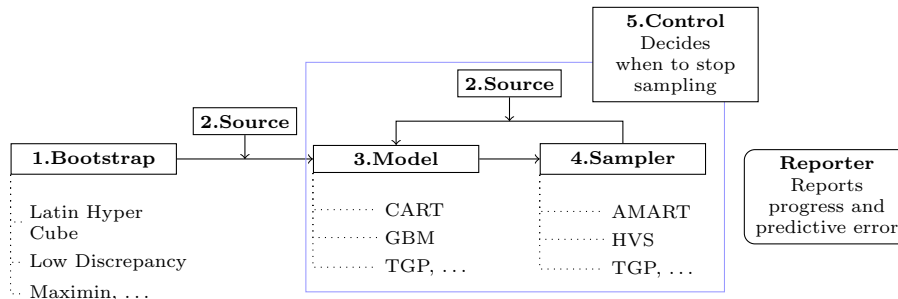 5.Control
Decides
when to stop
sampling
2.Source
2.Source
1.Bootstrap
3.Model
4.Sampler
Reporter
Reports
progress and
predictive error
Latin Hyper
Cube
Low Discrepancy
Maximin, ...
CART
GBM
TGP, ...
AMART
HVS
TGP, ...